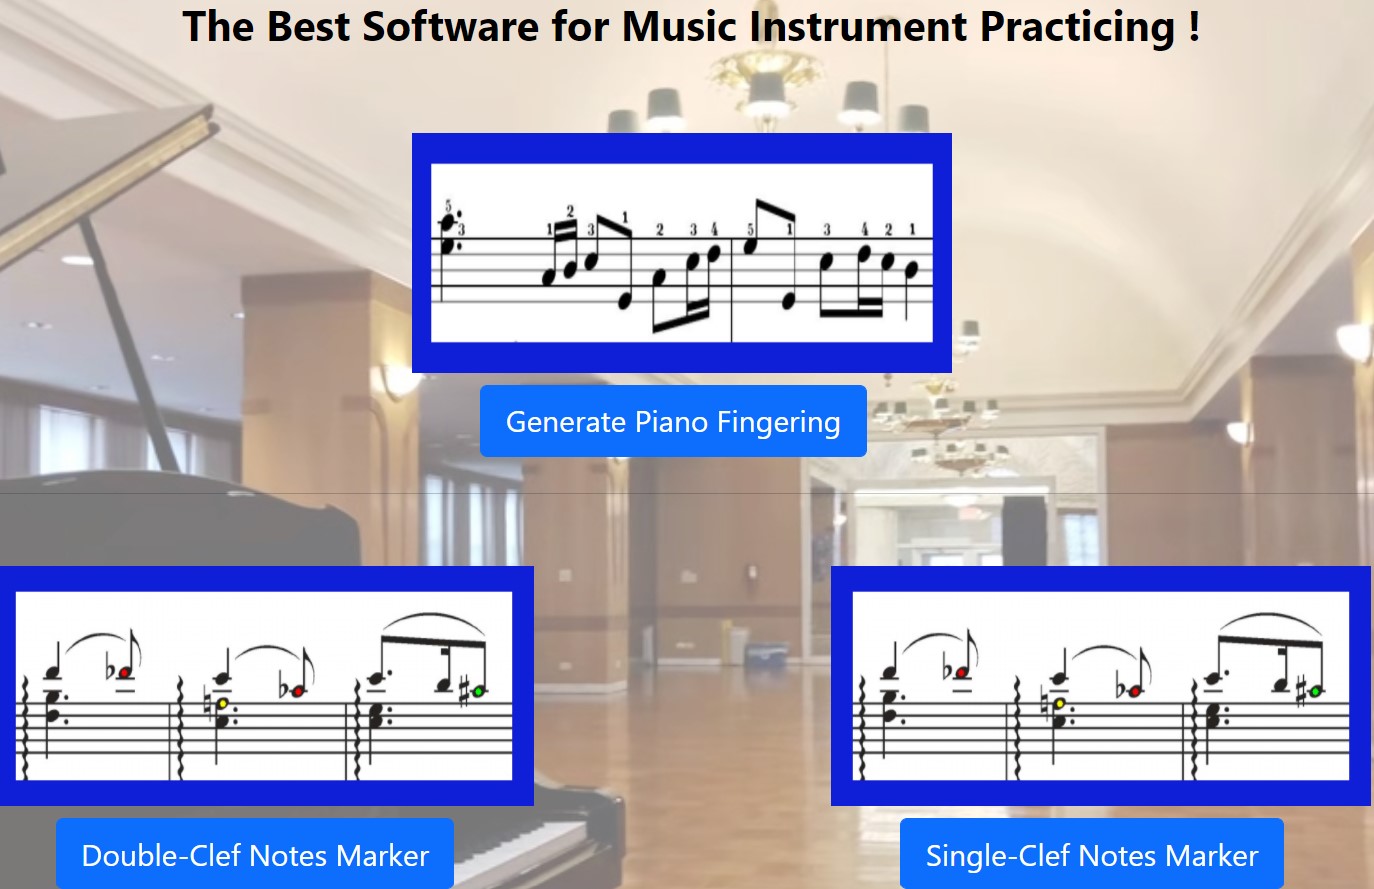 The Best Software for Music Instrument Practicing !
5
3
1 2 3 1 2 3 4 5 1 3 4 2 1
Generate Piano Fingering
Double-Clef Notes Marker
Single-Clef Notes Marker